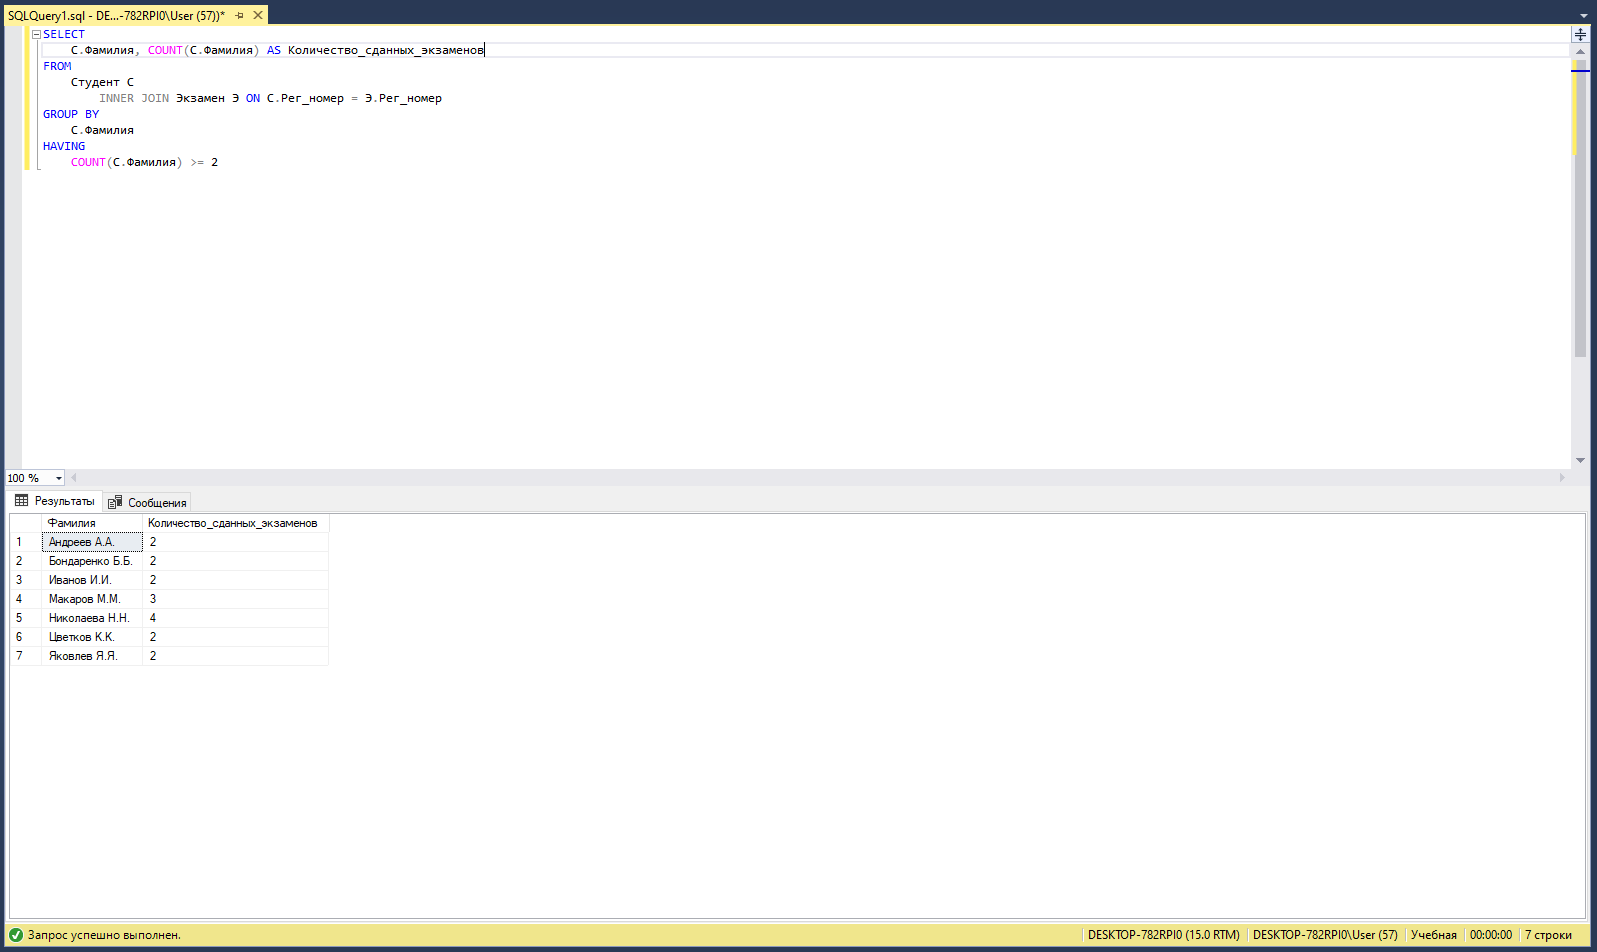 SQLQuery1.sql - DE...-782RPI0\User (57))*
SELECT
С.Фамилия, COUNT(С.Фамилия) AS Количество_сданных_экзаменов
FROM
Студент С
INNER JOIN Экзамен Э ON С.Рег_номер = Э.Рег_номер
GROUP BY
С.Фамилия
HAVING
COUNT(С.Фамилия) >= 2
100 %
Результаты Сообщения
Фамилия Количество_сданных_экзаменов
1 Андреев А.А. 2
2 Бондаренко Б.Б. 2
3 Иванов И.И. 2
4 Макаров М.М. 3
5 Николаева Н.Н. 4
6 Цветков К.К. 2
7 Яковлев Я.Я. 2
Запрос успешно выполнен. DESKTOP-782RPI0 (15.0 RTM) DESKTOP-782RPI0\User (57) Учебная 00:00:00 7 строки